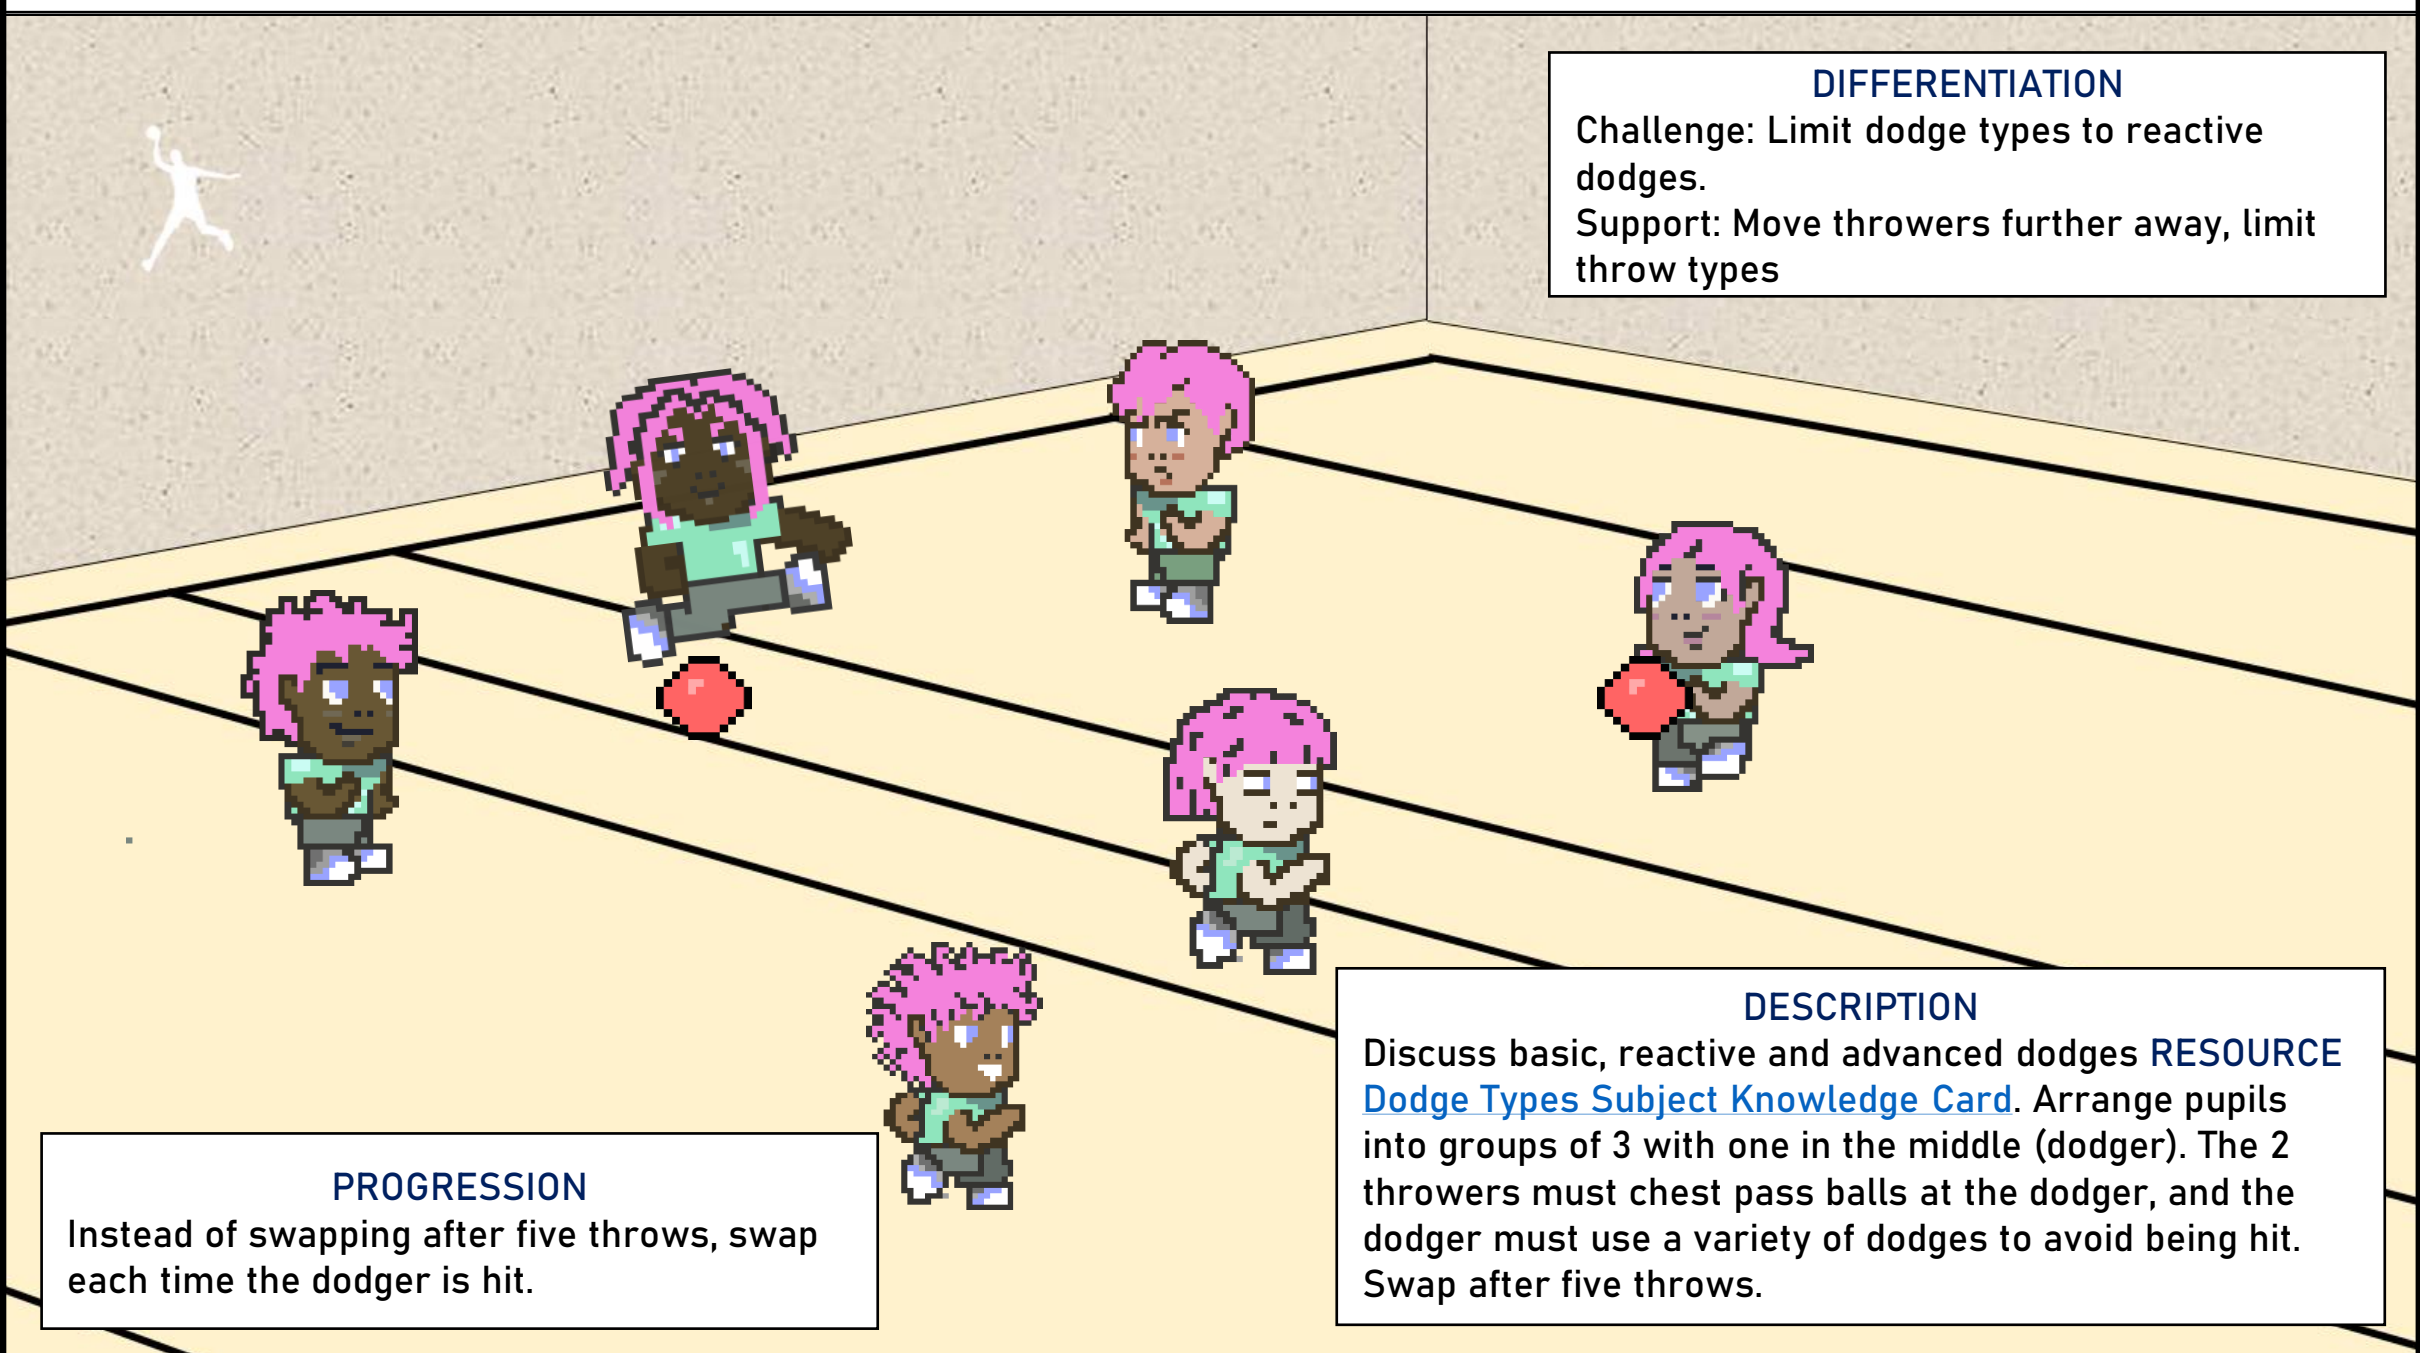 DIFFERENTIATION
Challenge: Limit dodge types to reactive
dodges.
Support: Move throwers further away, limit
throw types
PROGRESSION
Instead of swapping after five throws, swap
each time the dodger is hit.
DESCRIPTION
Discuss basic, reactive and advanced dodges RESOURCE
Dodge Types Subject Knowledge Card. Arrange pupils
into groups of 3 with one in the middle (dodger). The 2
throwers must chest pass balls at the dodger, and the
dodger must use a variety of dodges to avoid being hit.
Swap after five throws.